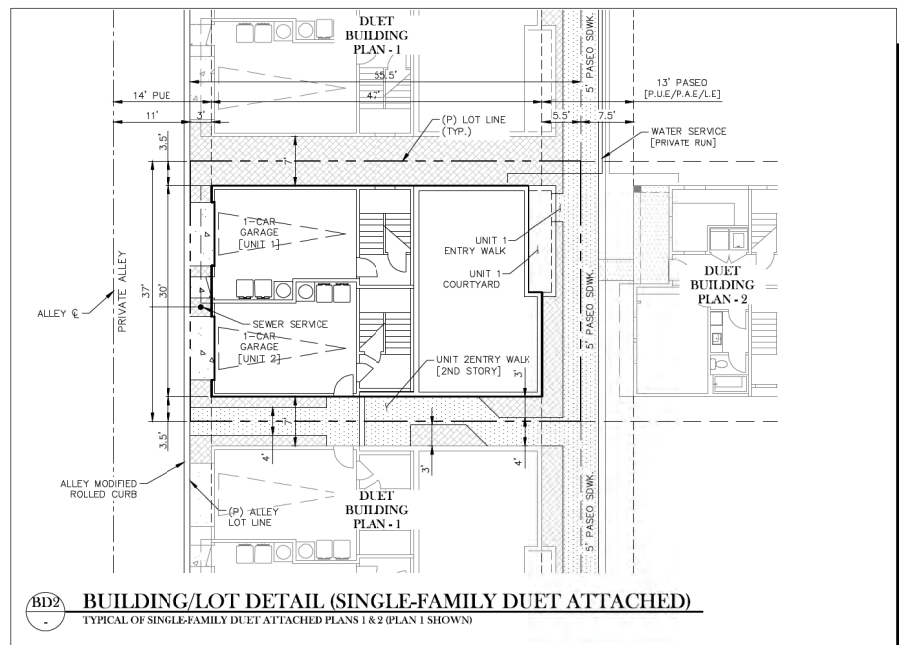 DUET
BUILDING
PLAN - 1
5' PASEO SDWK.
55.5'
13' PASEO
[P.U.E/P.A.E/L.E]
14' PUE
47'
11'
3'
5.5'
7.5'
(P) LOT LINE
(TYP.)
WATER SERVICE
[PRIVATE RUN]
3.5'
7'
1-CAR
GARAGE
[UNIT 1]
UNIT 1
ENTRY WALK
UNIT 1
COURTYARD
DUET
BUILDING
PLAN - 2
PRIVATE ALLEY
37'
30'
ALLEY ℄
SEWER SERVICE
1-CAR
GARAGE
[UNIT 2]
5' PASEO SDWK.
UNIT 2ENTRY WALK
[2ND STORY]
3'
3.5'
7'
4'
3'
4'
ALLEY MODIFIED
ROLLED CURB
(P) ALLEY
LOT LINE
DUET
BUILDING
PLAN - 1
5' PASEO SDWK.
BD2
-
BUILDING/LOT DETAIL (SINGLE-FAMILY DUET ATTACHED)
TYPICAL OF SINGLE-FAMILY DUET ATTACHED PLANS 1 & 2 (PLAN 1 SHOWN)